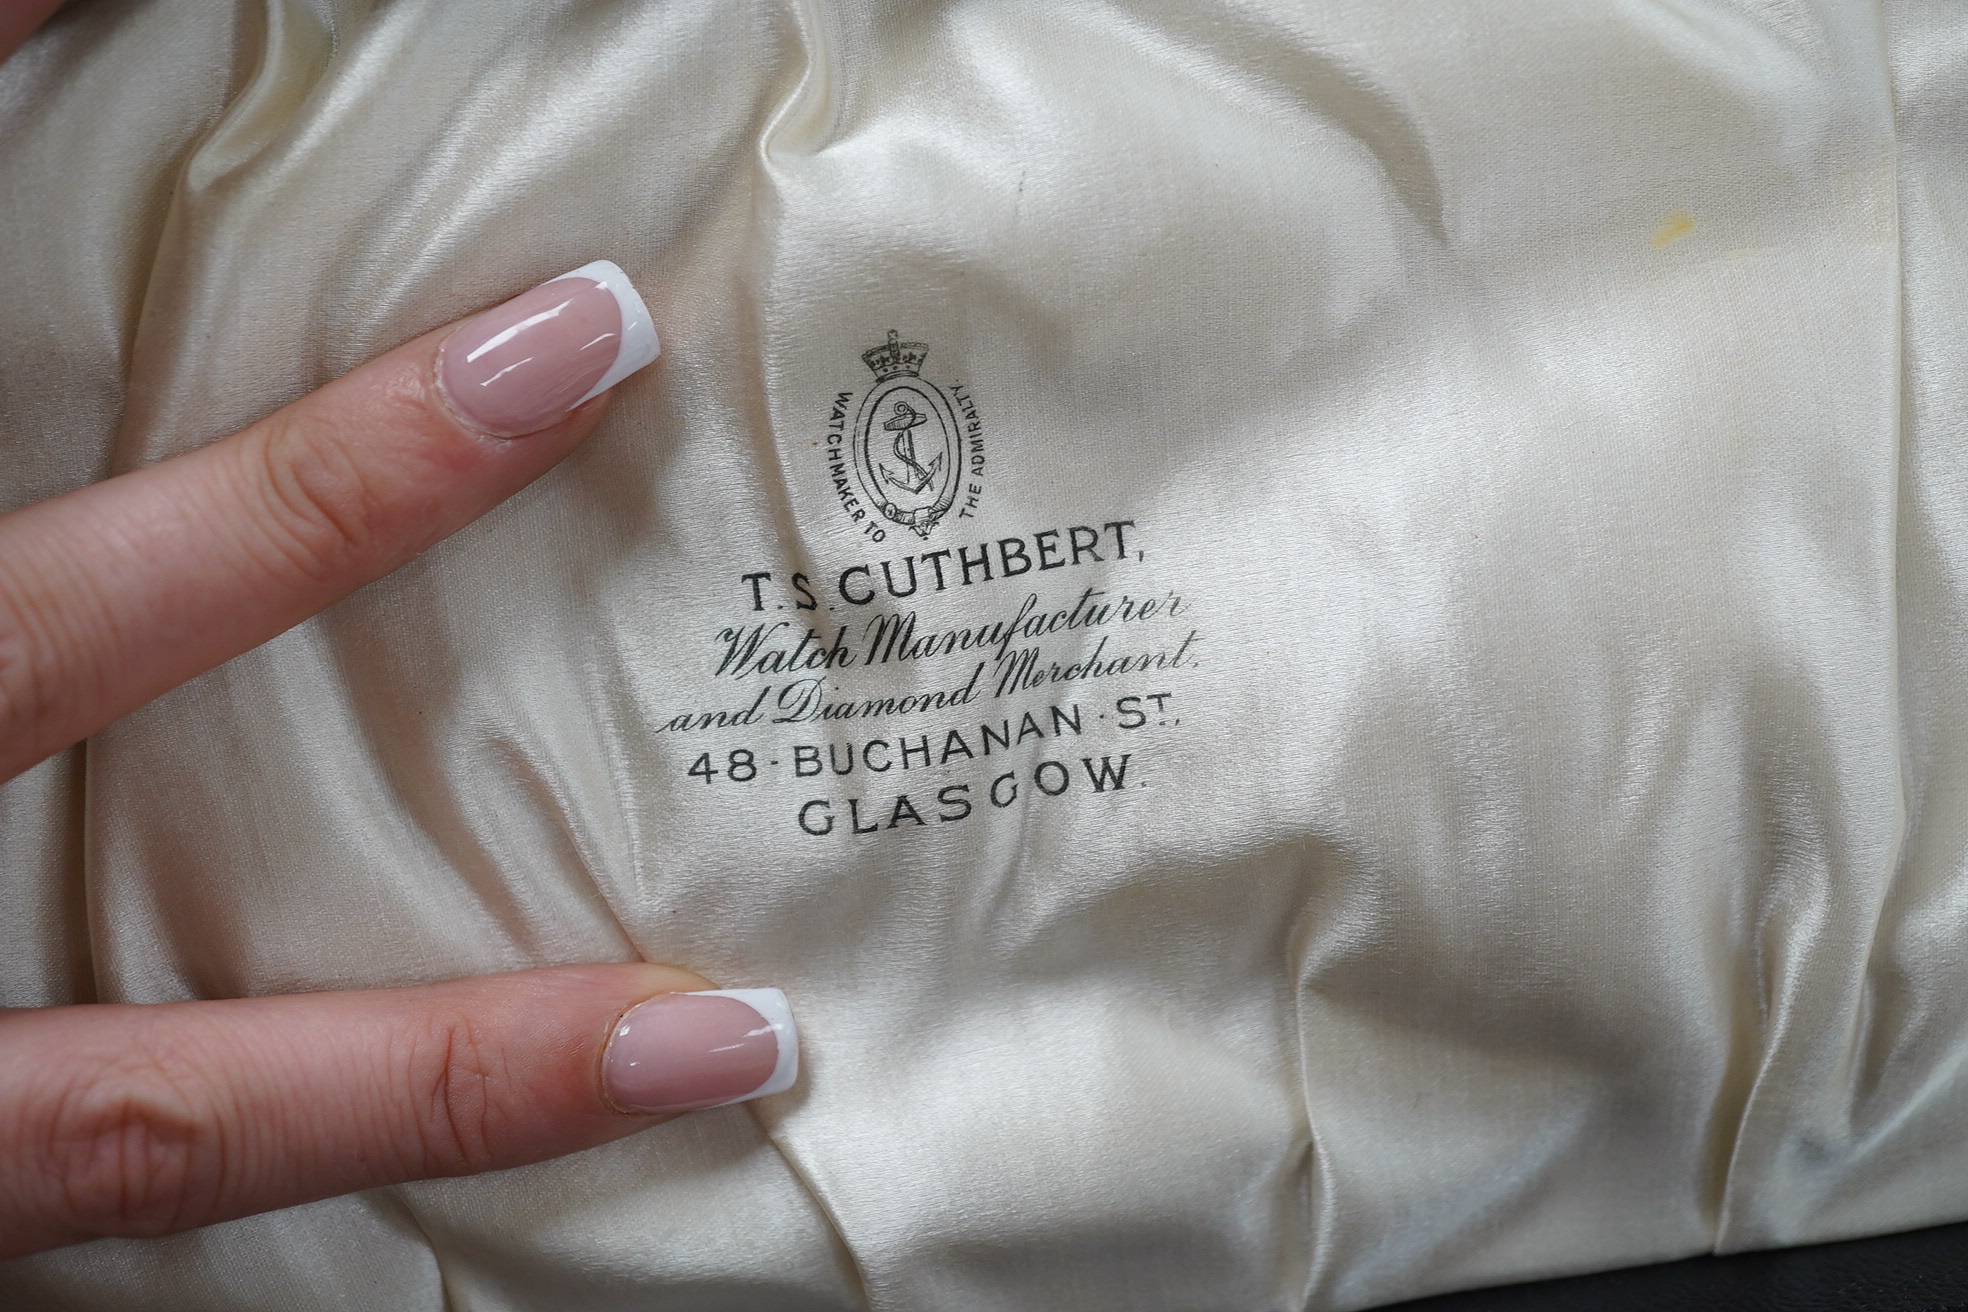 WATCHMAKER TO THE ADMIRALTY.
T.S.CUTHBERT,
Watch Manufacturer
and Diamond Merchant.
48·BUCHANAN·ST.,
GLASGOW.